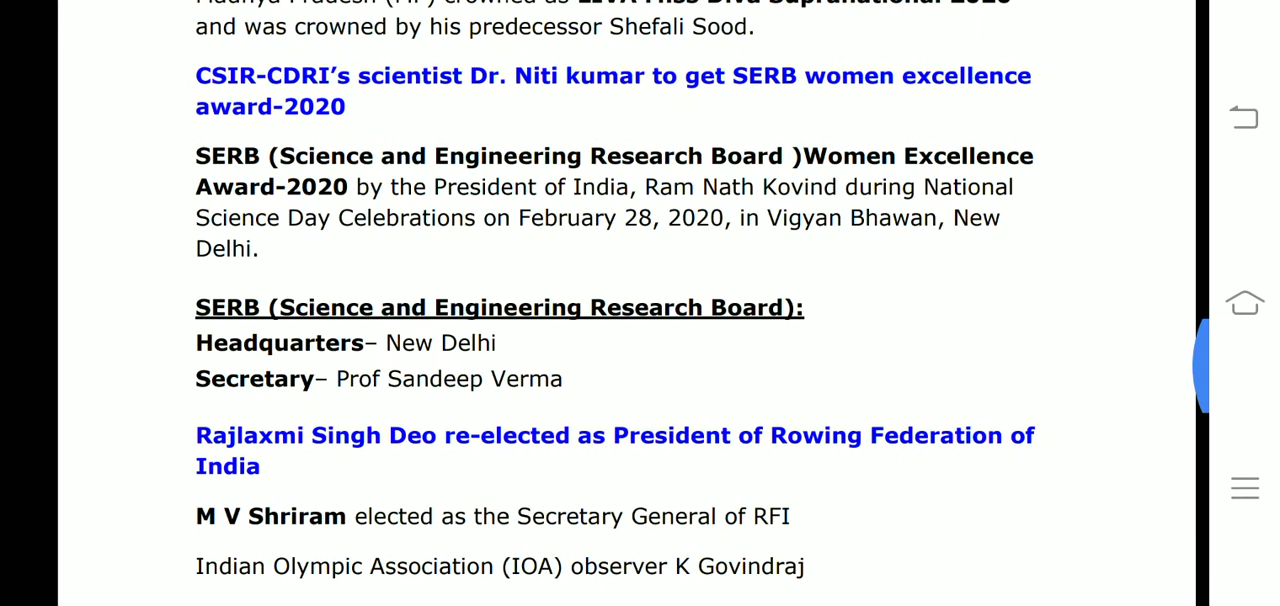 and was crowned by his predecessor Shefali Sood.
CSIR-CDRI’s scientist Dr. Niti kumar to get SERB women excellence
award-2020
SERB (Science and Engineering Research Board )Women Excellence
Award-2020 by the President of India, Ram Nath Kovind during National
Science Day Celebrations on February 28, 2020, in Vigyan Bhawan, New
Delhi.
SERB (Science and Engineering Research Board):
Headquarters– New Delhi
Secretary– Prof Sandeep Verma
Rajlaxmi Singh Deo re-elected as President of Rowing Federation of
India
M V Shriram elected as the Secretary General of RFI
Indian Olympic Association (IOA) observer K Govindraj